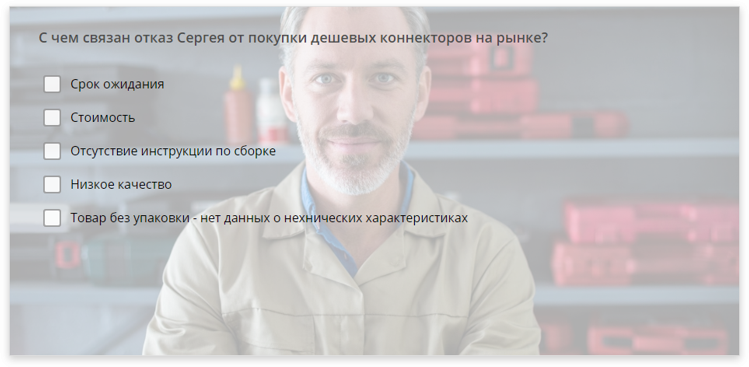 С чем связан отказ Сергея от покупки дешевых коннекторов на рынке?
Срок ожидания
Стоимость
Отсутствие инструкции по сборке
Низкое качество
Товар без упаковки - нет данных о нехнических характеристиках